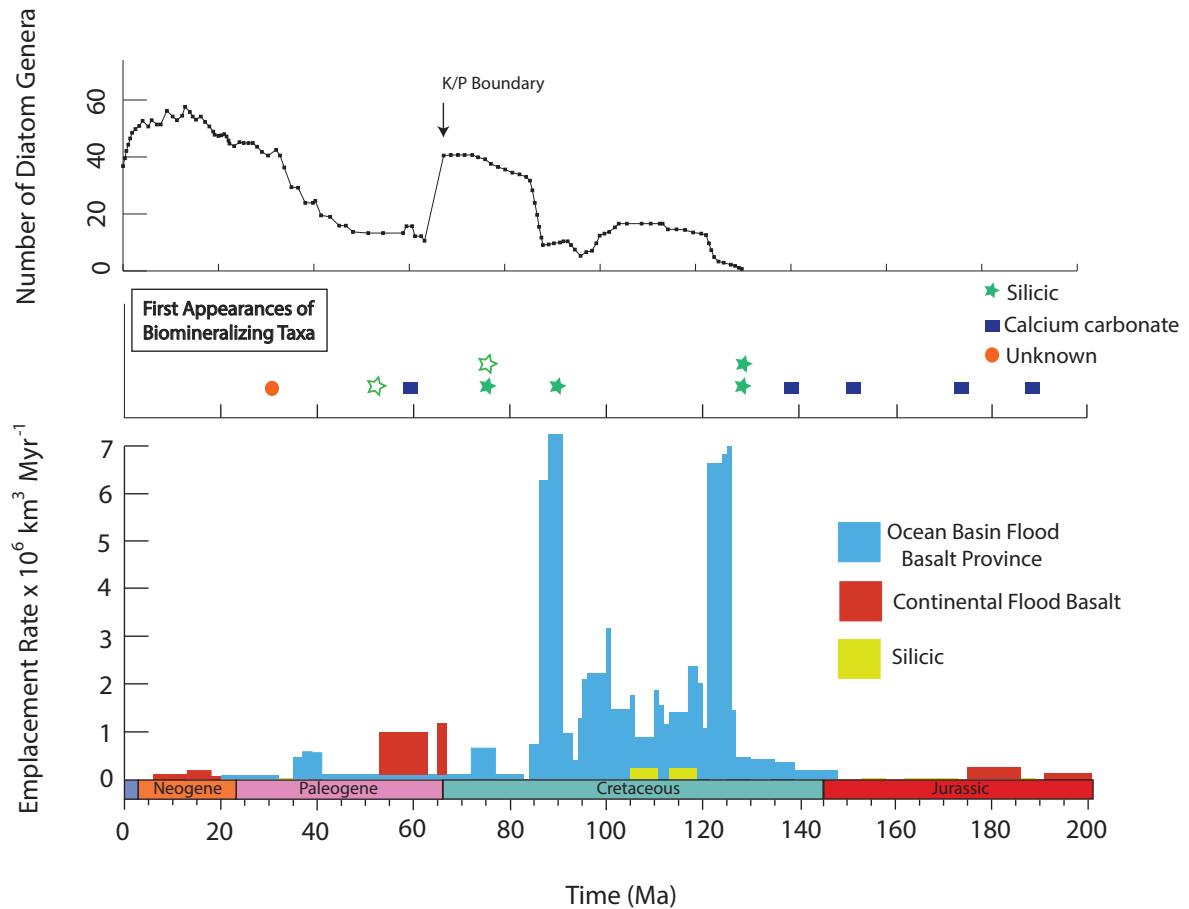 Number of Diatom Genera
60
40
20
0
K/P Boundary
First Appearances of
Biomineralizing Taxa
Silicic
Calcium carbonate
Unknown
Emplacement Rate x 10⁶ km³ Myr⁻¹
7
6
5
4
3
2
1
0
Ocean Basin Flood
Basalt Province
Continental Flood Basalt
Silicic
Neogene Paleogene Cretaceous Jurassic
0 20 40 60 80 100 120 140 160 180 200
Time (Ma)